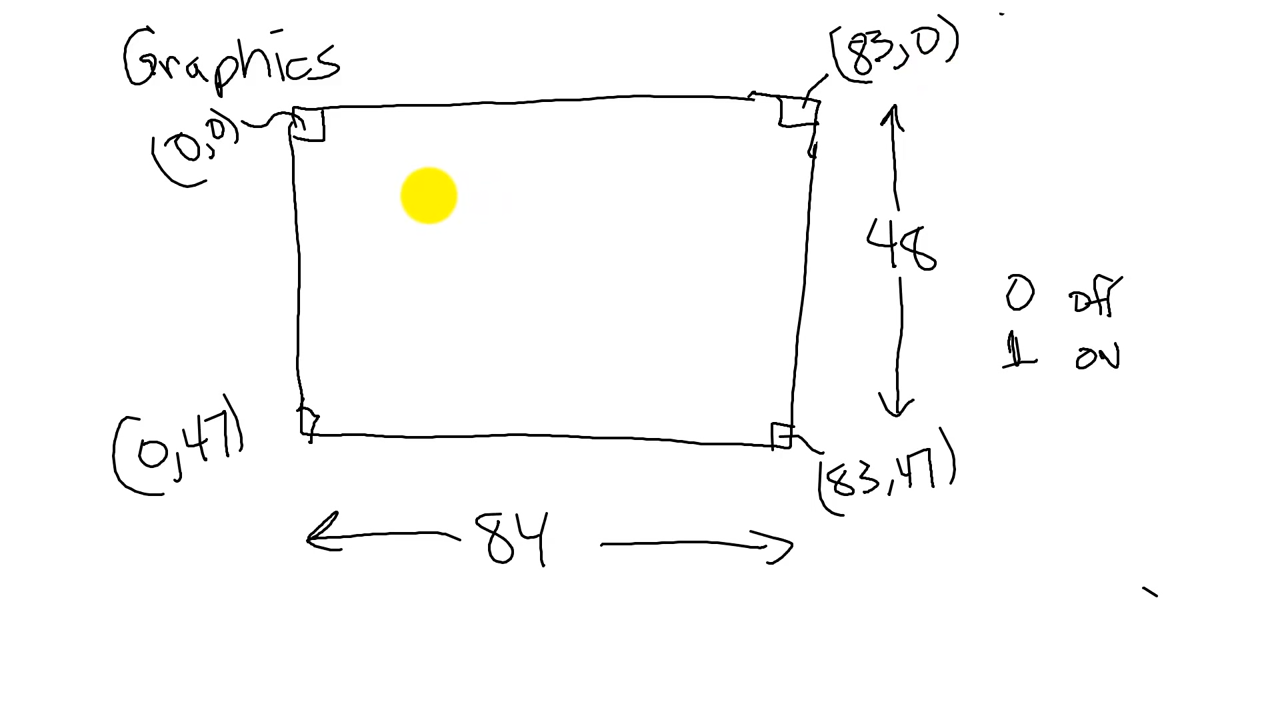 Graphics
(83,0)
(0,0)
48
0 off
1 on
(0,47)
(83,47)
84